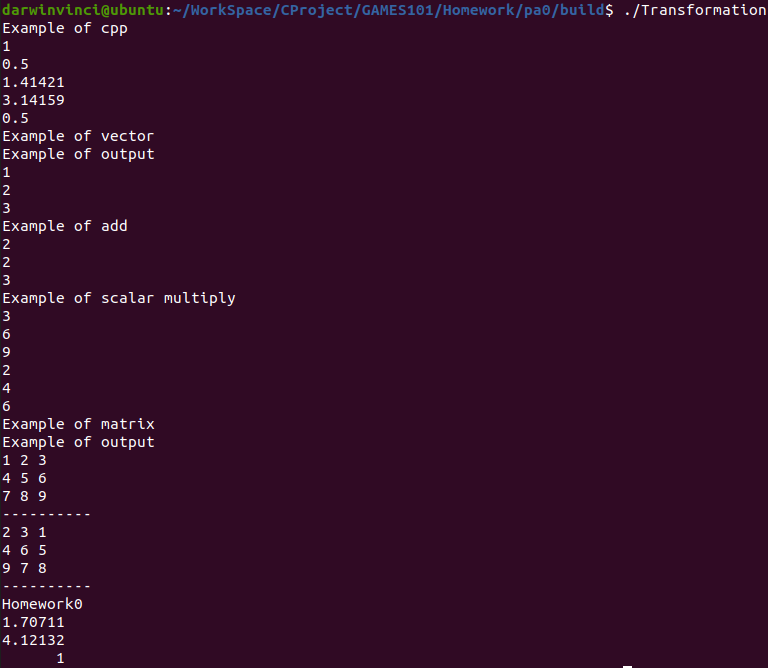 darwinvinci@ubuntu:~/WorkSpace/CProject/GAMES101/Homework/pa0/build$ ./Transformation
Example of cpp
1
0.5
1.41421
3.14159
0.5
Example of vector
Example of output
1
2
3
Example of add
2
2
3
Example of scalar multiply
3
6
9
2
4
6
Example of matrix
Example of output
1 2 3
4 5 6
7 8 9
----------
2 3 1
4 6 5
9 7 8
----------
Homework0
1.70711
4.12132
      1